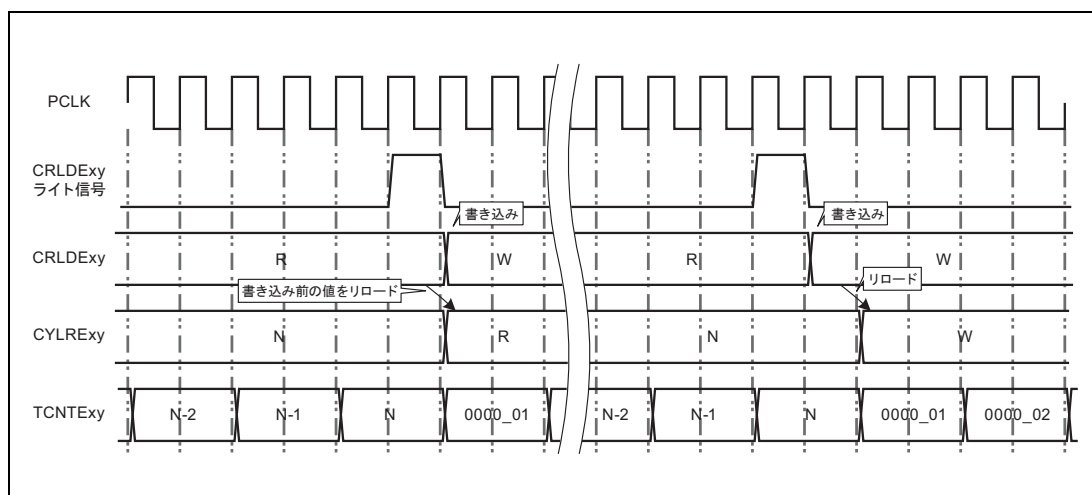 PCLK
CRLDExy
ライト信号
書き込み 書き込み
CRLDExy R W R W
書き込み前の値をリロード リロード
CYLRExy N R N W
TCNTExy N-2 N-1 N 0000_01 N-2 N-1 N 0000_01 0000_02